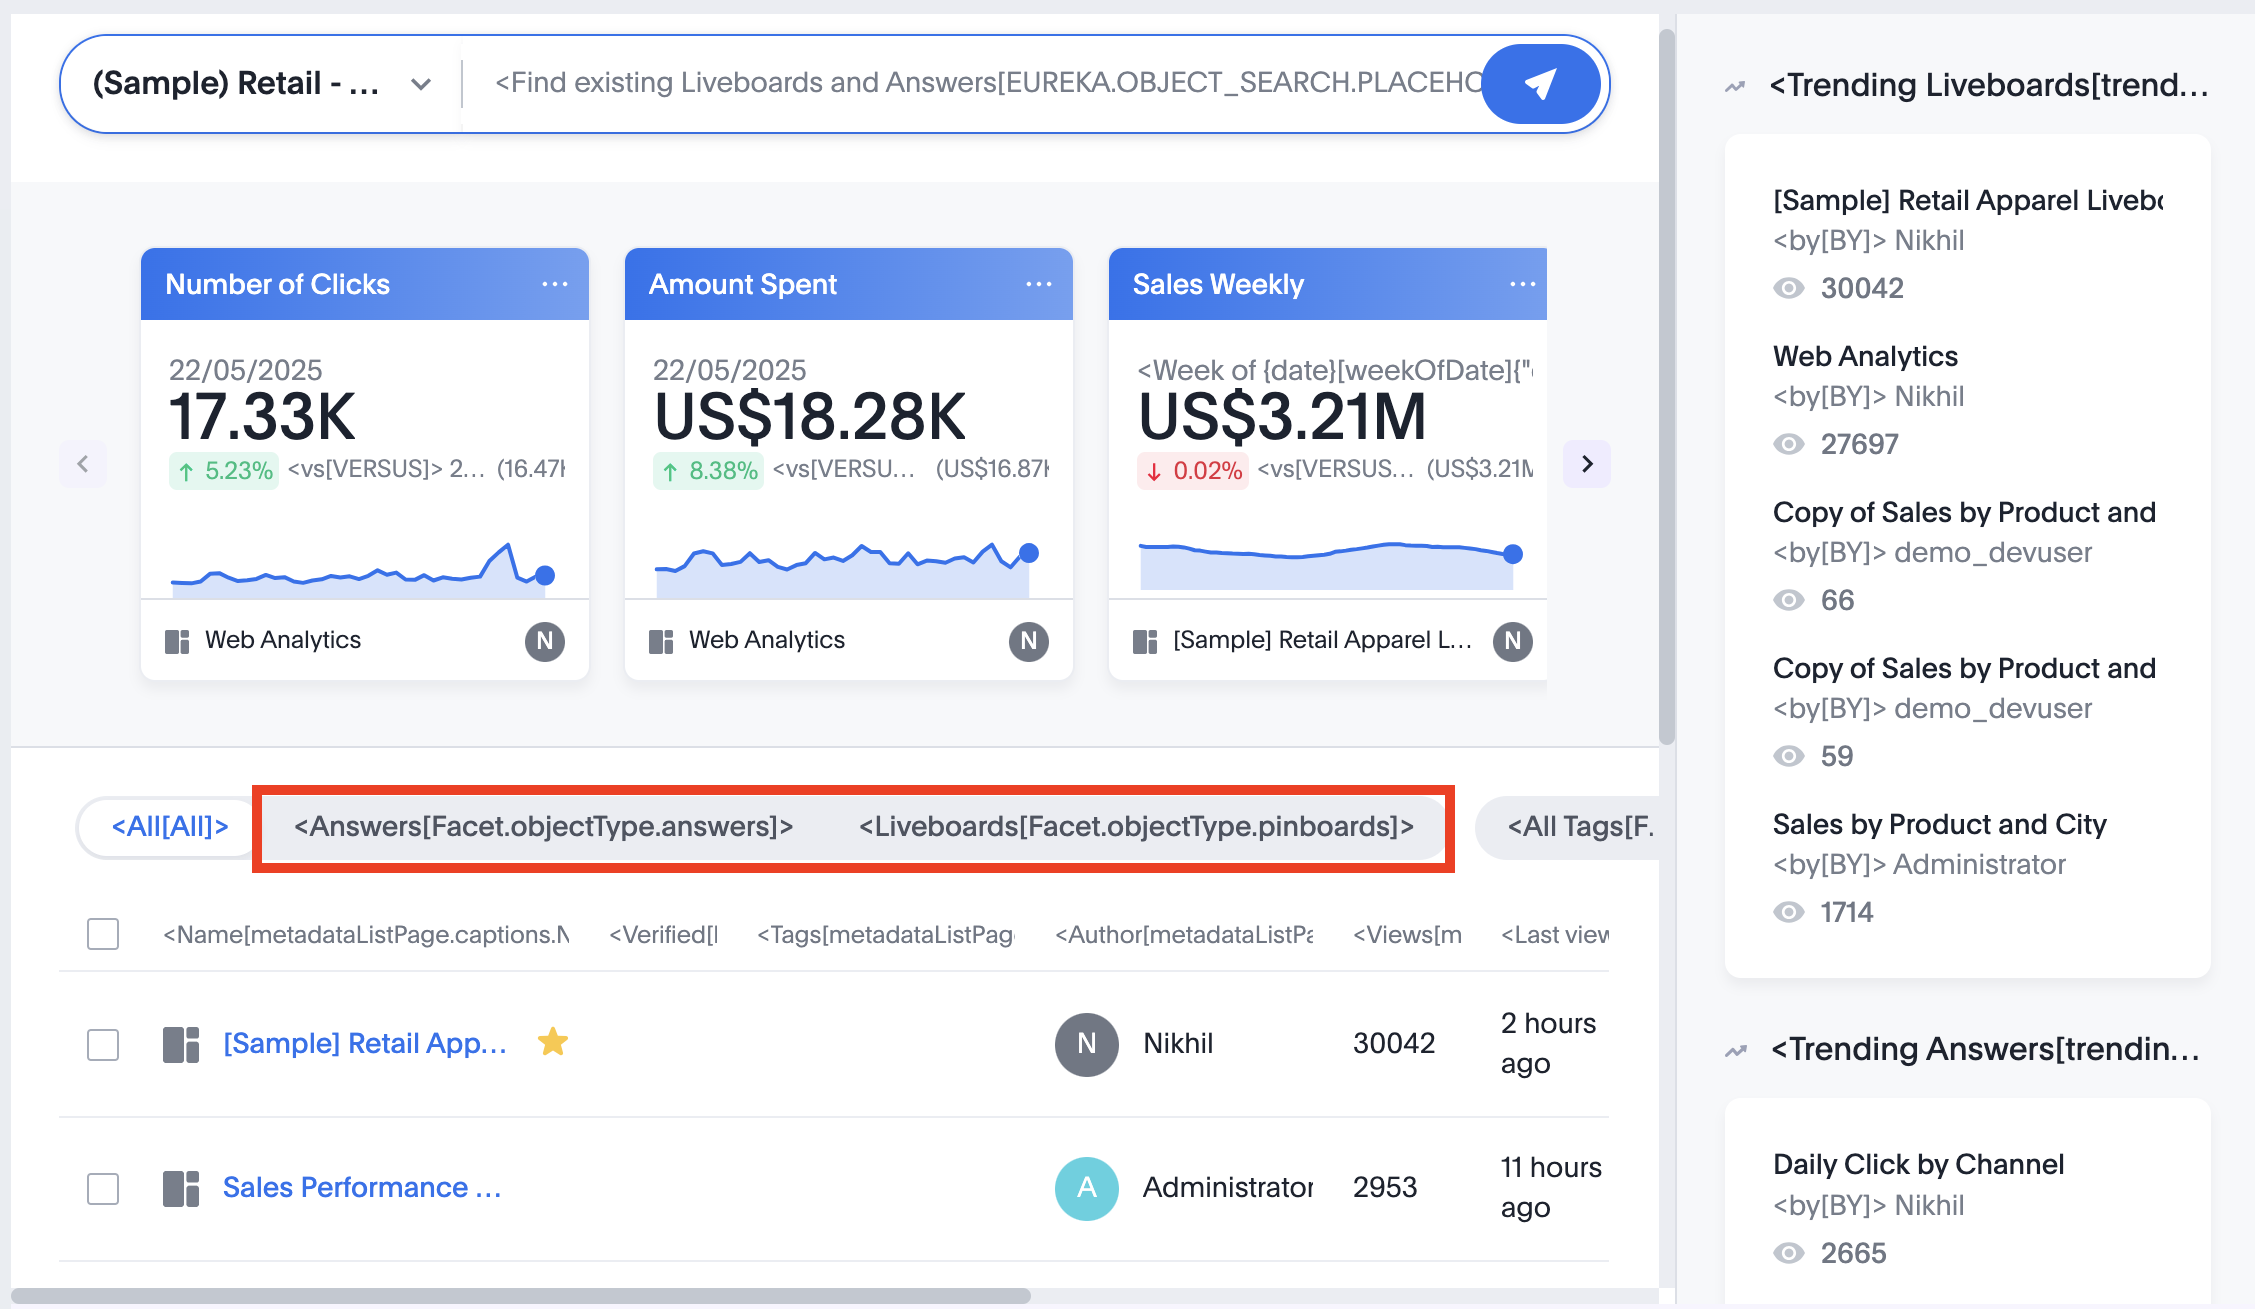 (Sample) Retail - ...
<Find existing Liveboards and Answers[EUREKA.OBJECT_SEARCH.PLACEHO
Number of Clicks
22/05/2025
17.33K
↑ 5.23% <vs[VERSUS]> 2... (16.47K
Web Analytics
N
Amount Spent
22/05/2025
US$18.28K
↑ 8.38% <vs[VERSU... (US$16.87K
Web Analytics
N
Sales Weekly
<Week of {date}[weekOfDate]{"
US$3.21M
↓ 0.02% <vs[VERSUS... (US$3.21M
[Sample] Retail Apparel L...
N
<All[All]>
<Answers[Facet.objectType.answers]>
<Liveboards[Facet.objectType.pinboards]>
<All Tags[F.
<Name[metadataListPage.captions.N
<Verified[
<Tags[metadataListPag
<Author[metadataListPa
<Views[m
<Last view
[Sample] Retail App...
N
Nikhil
30042
2 hours
ago
Sales Performance ...
A
Administrator
2953
11 hours
ago
<Trending Liveboards[trend...
[Sample] Retail Apparel Livebo
<by[BY]> Nikhil
30042
Web Analytics
<by[BY]> Nikhil
27697
Copy of Sales by Product and
<by[BY]> demo_devuser
66
Copy of Sales by Product and
<by[BY]> demo_devuser
59
Sales by Product and City
<by[BY]> Administrator
1714
<Trending Answers[trendin...
Daily Click by Channel
<by[BY]> Nikhil
2665